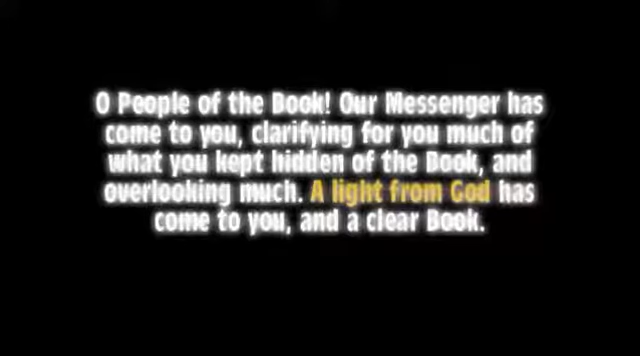 O People of the Book! Our Messenger has
come to you, clarifying for you much of
what you kept hidden of the Book, and
overlooking much. A light from God has
come to you, and a clear Book.